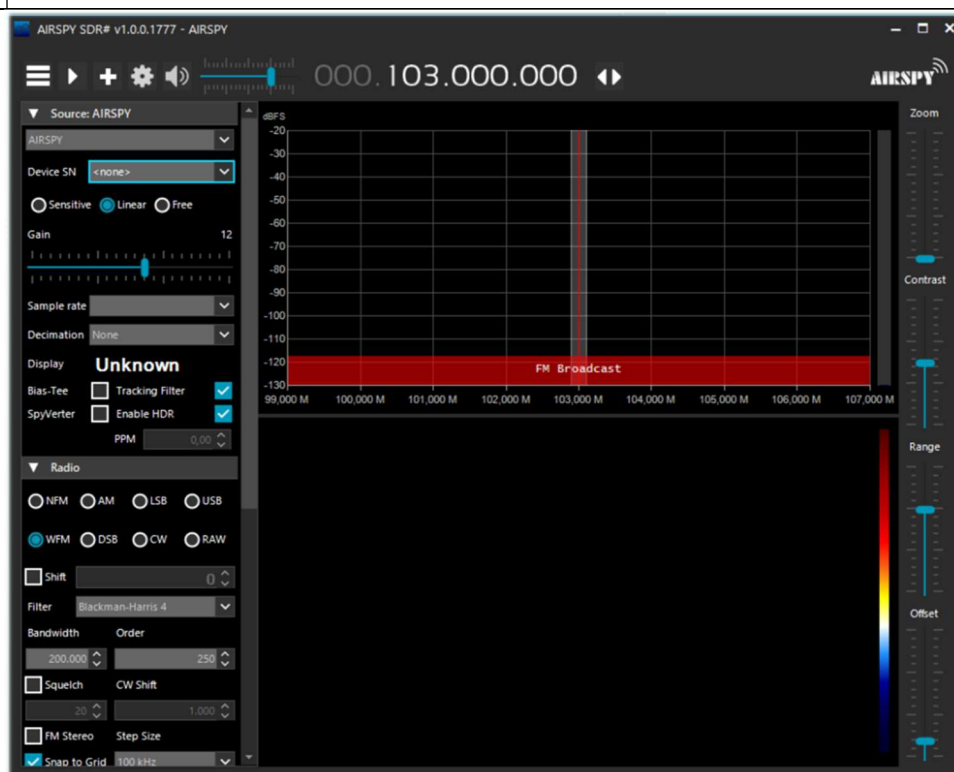 AIRSPY SDR# v1.0.0.1777 - AIRSPY
000.103.000.000
AIRSPY
Source: AIRSPY
AIRSPY
Device SN <none>
Sensitive Linear Free
Gain 12
Sample rate
Decimation None
Display Unknown
Bias-Tee Tracking Filter
SpyVerter Enable HDR
PPM 0,00
Radio
NFM AM LSB USB
WFM DSB CW RAW
Shift 0
Filter Blackman-Harris 4
Bandwidth Order
200.000 250
Squelch CW Shift
20 1.000
FM Stereo Step Size
Snap to Grid 100 kHz
dBFS
-20
-30
-40
-50
-60
-70
-80
-90
-100
-110
-120
-130
FM Broadcast
99,000 M 100,000 M 101,000 M 102,000 M 103,000 M 104,000 M 105,000 M 106,000 M 107,000 M
Zoom
Contrast
Range
Offset